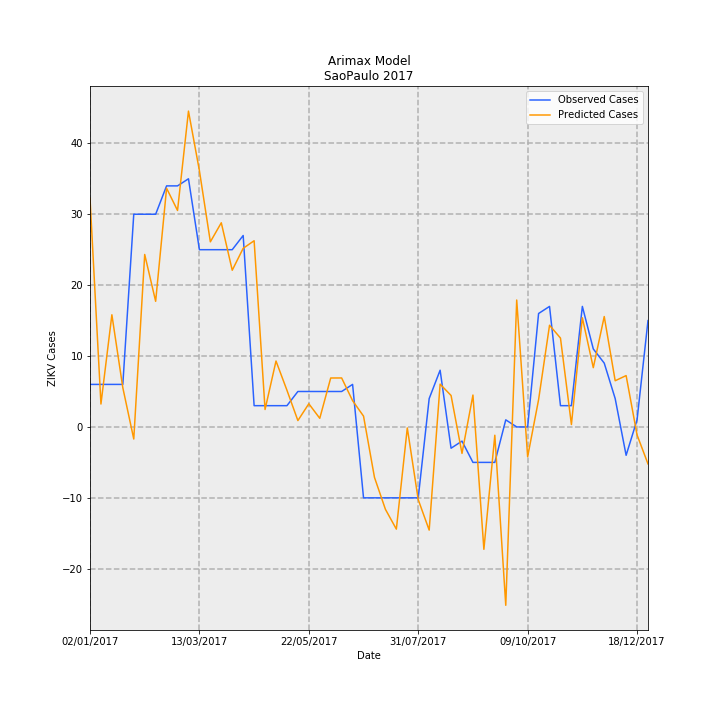 Arimax Model
SaoPaulo 2017
Observed Cases
Predicted Cases
40
30
20
10
0
−10
−20
ZIKV Cases
02/01/2017 13/03/2017 22/05/2017 31/07/2017 09/10/2017 18/12/2017
Date